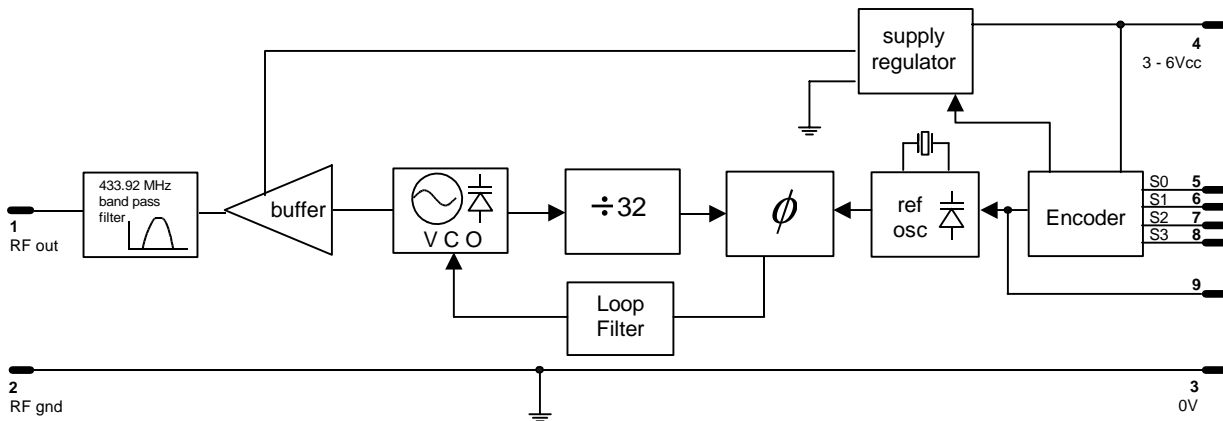 supply
regulator
4
3 - 6Vcc
433.92 MHz
band pass
filter
buffer
V C O
÷32
ϕ
ref
osc
Encoder
S0 5
S1 6
S2 7
S3 8
1
RF out
9
Loop
Filter
2
RF gnd
3
0V